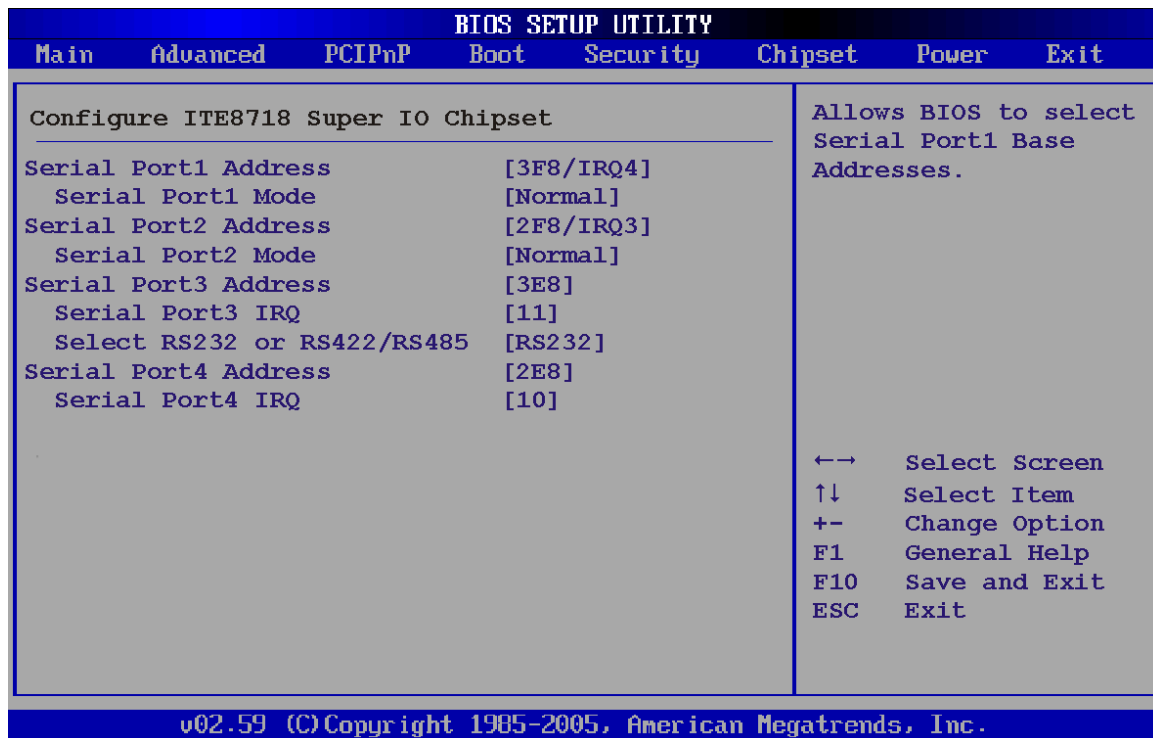 BIOS SETUP UTILITY
Main Advanced PCIPnP Boot Security Chipset Power Exit
Configure ITE8718 Super IO Chipset
Serial Port1 Address [3F8/IRQ4]
Serial Port1 Mode [Normal]
Serial Port2 Address [2F8/IRQ3]
Serial Port2 Mode [Normal]
Serial Port3 Address [3E8]
Serial Port3 IRQ [11]
Select RS232 or RS422/RS485 [RS232]
Serial Port4 Address [2E8]
Serial Port4 IRQ [10]
Allows BIOS to select
Serial Port1 Base
Addresses.
←→ Select Screen
↑↓ Select Item
+- Change Option
F1 General Help
F10 Save and Exit
ESC Exit
v02.59 (C)Copyright 1985-2005, American Megatrends, Inc.